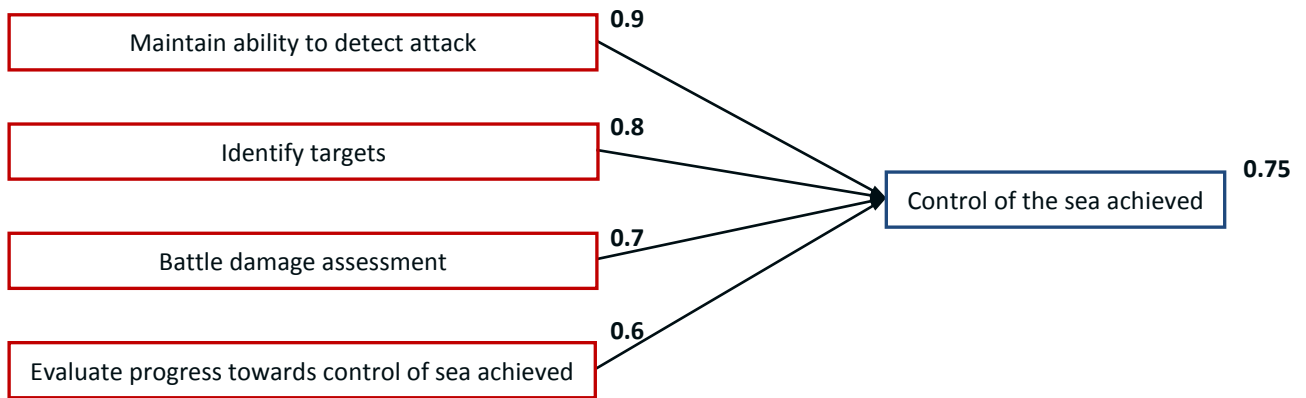 0.9
Maintain ability to detect attack
0.8
Identify targets
0.75
Control of the sea achieved
0.7
Battle damage assessment
0.6
Evaluate progress towards control of sea achieved